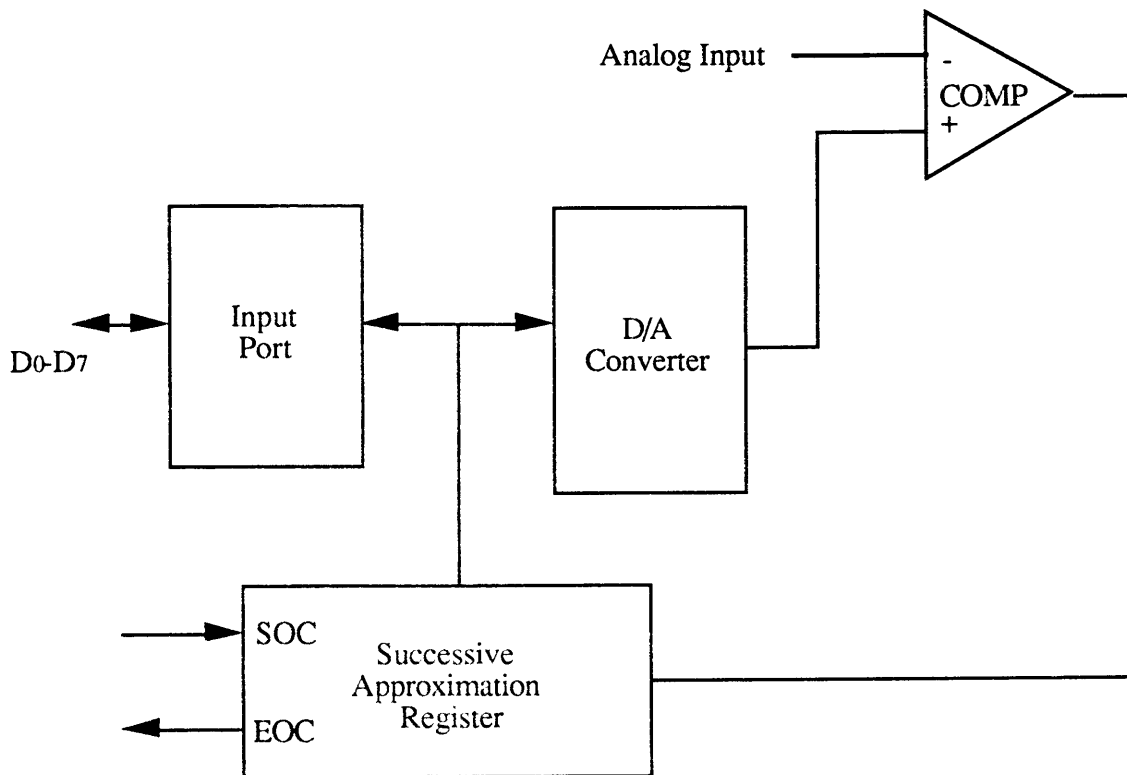 Analog Input
-
COMP
+
Input
Port
D/A
Converter
D0-D7
SOC
Successive
Approximation
Register
EOC